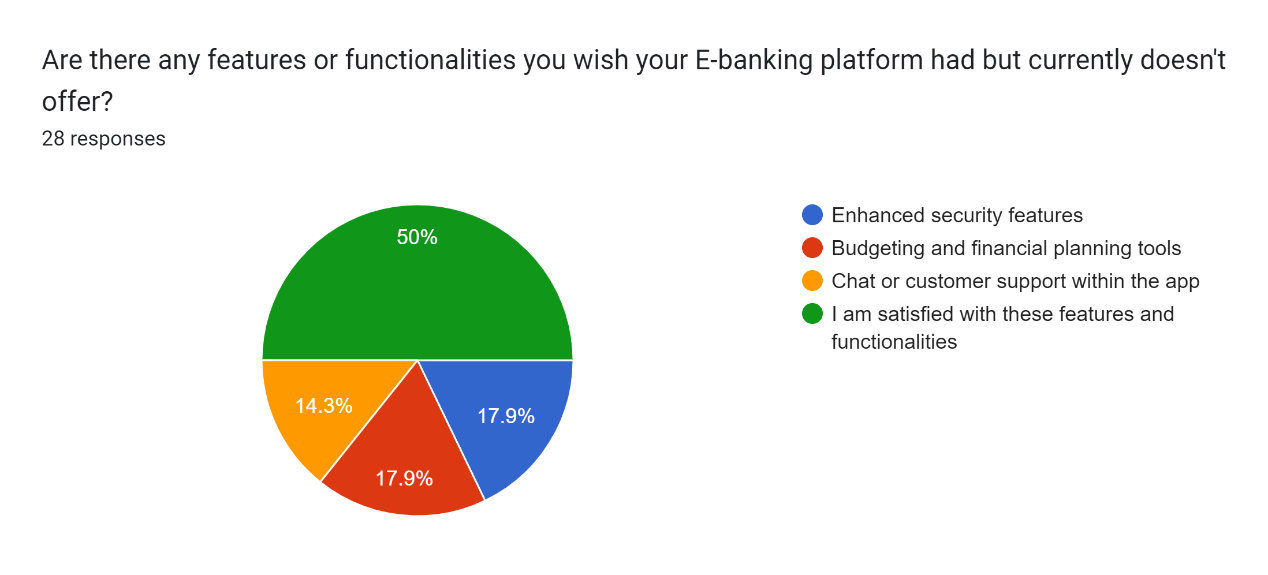 Are there any features or functionalities you wish your E-banking platform had but currently doesn't
offer?
28 responses
50%
14.3%
17.9%
17.9%
Enhanced security features
Budgeting and financial planning tools
Chat or customer support within the app
I am satisfied with these features and
functionalities